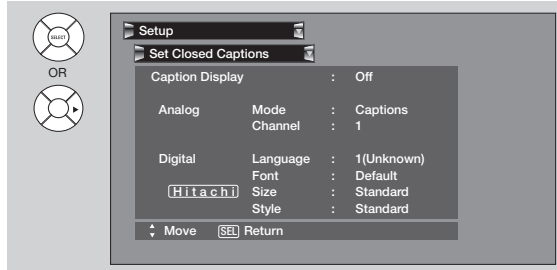 SELECT
OR
Setup
Set Closed Captions
Caption Display : Off
Analog Mode : Captions
Channel : 1
Digital Language : 1(Unknown)
Font : Default
Hitachi Size : Standard
Style : Standard
Move SEL Return